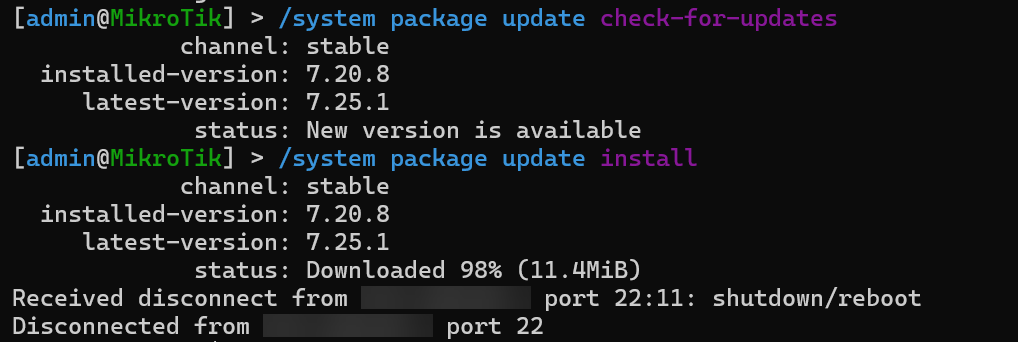 [admin@MikroTik] > /system package update check-for-updates
channel: stable
installed-version: 7.20.8
latest-version: 7.25.1
status: New version is available
[admin@MikroTik] > /system package update install
channel: stable
installed-version: 7.20.8
latest-version: 7.25.1
status: Downloaded 98% (11.4MiB)
Received disconnect from port 22:11: shutdown/reboot
Disconnected from port 22